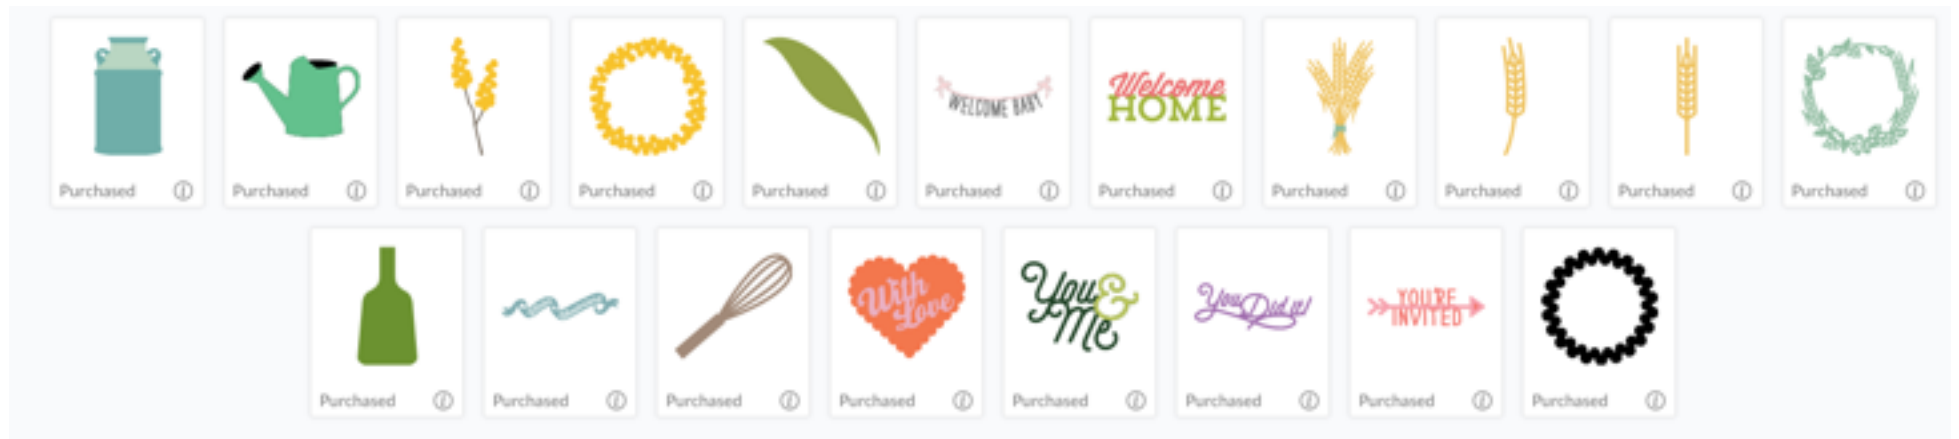 WELCOME BABY
Welcome
HOME
Purchased Purchased Purchased Purchased Purchased Purchased Purchased Purchased Purchased Purchased Purchased
With
Love
You&
Me
You Did it!
YOU'RE
INVITED
Purchased Purchased Purchased Purchased Purchased Purchased Purchased Purchased